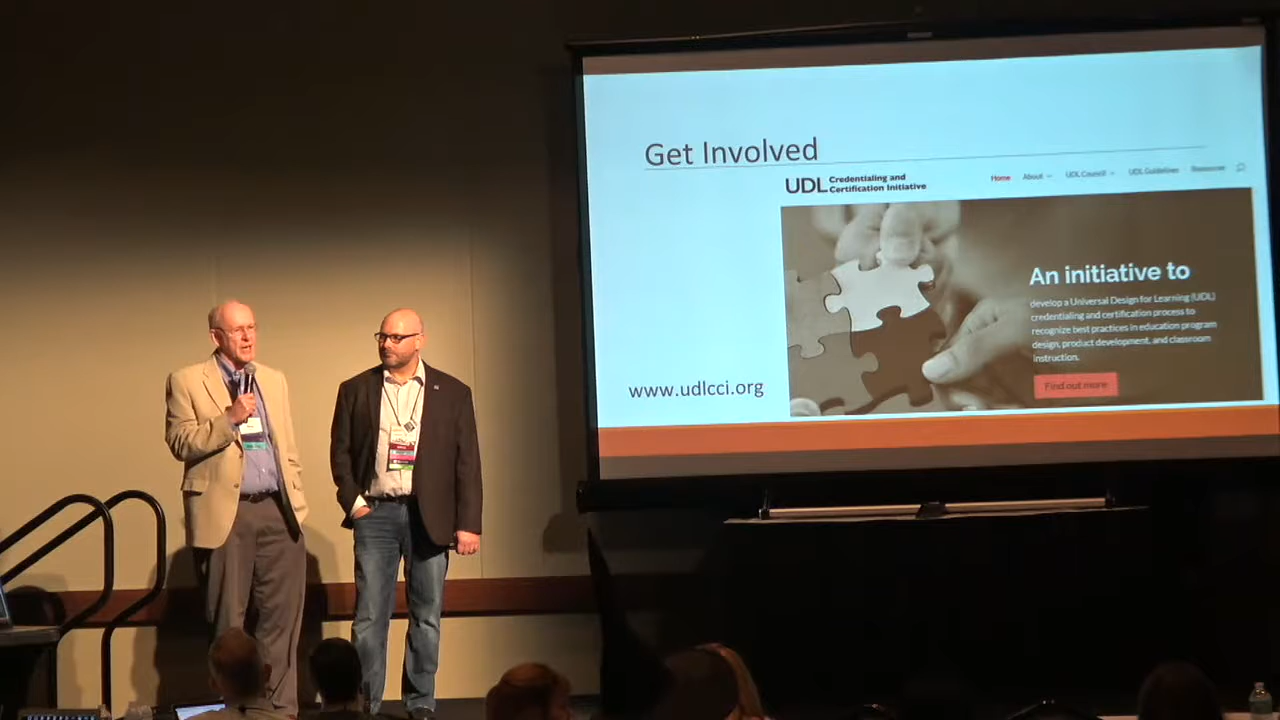 Get Involved
UDL Credentialing and
Certification Initiative
Home About UDL Council UDL Guidelines Resources
An initiative to
develop a Universal Design for Learning (UDL)
credentialing and certification process to
recognize best practices in education program
design, product development, and classroom
instruction.
Find out more
www.udlcci.org